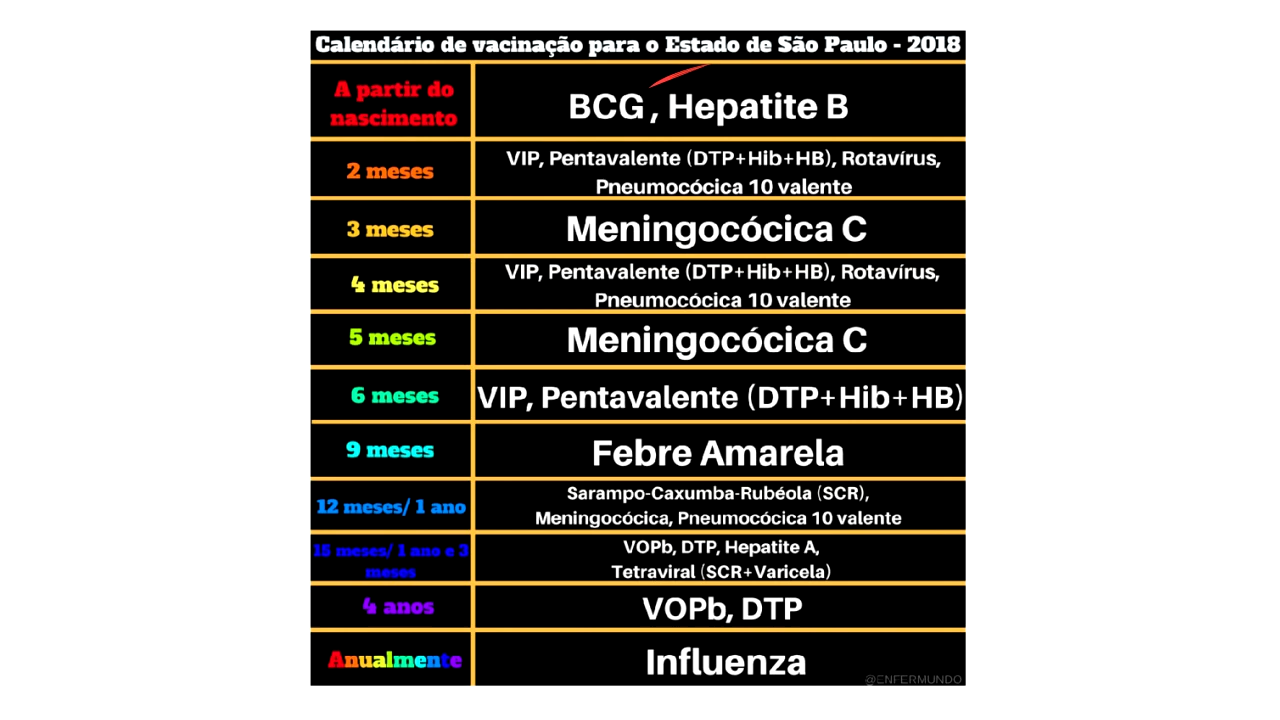 Calendário de vacinação para o Estado de São Paulo - 2018
A partir do
nascimento
BCG , Hepatite B
2 meses
VIP, Pentavalente (DTP+Hib+HB), Rotavírus,
Pneumocócica 10 valente
3 meses
Meningocócica C
4 meses
VIP, Pentavalente (DTP+Hib+HB), Rotavírus,
Pneumocócica 10 valente
5 meses
Meningocócica C
6 meses
VIP, Pentavalente (DTP+Hib+HB)
9 meses
Febre Amarela
12 meses/ 1 ano
Sarampo-Caxumba-Rubéola (SCR),
Meningocócica, Pneumocócica 10 valente
15 meses/ 1 ano e 3
meses
VOPb, DTP, Hepatite A,
Tetraviral (SCR+Varicela)
4 anos
VOPb, DTP
Anualmente
Influenza
@ENFERMUNDO